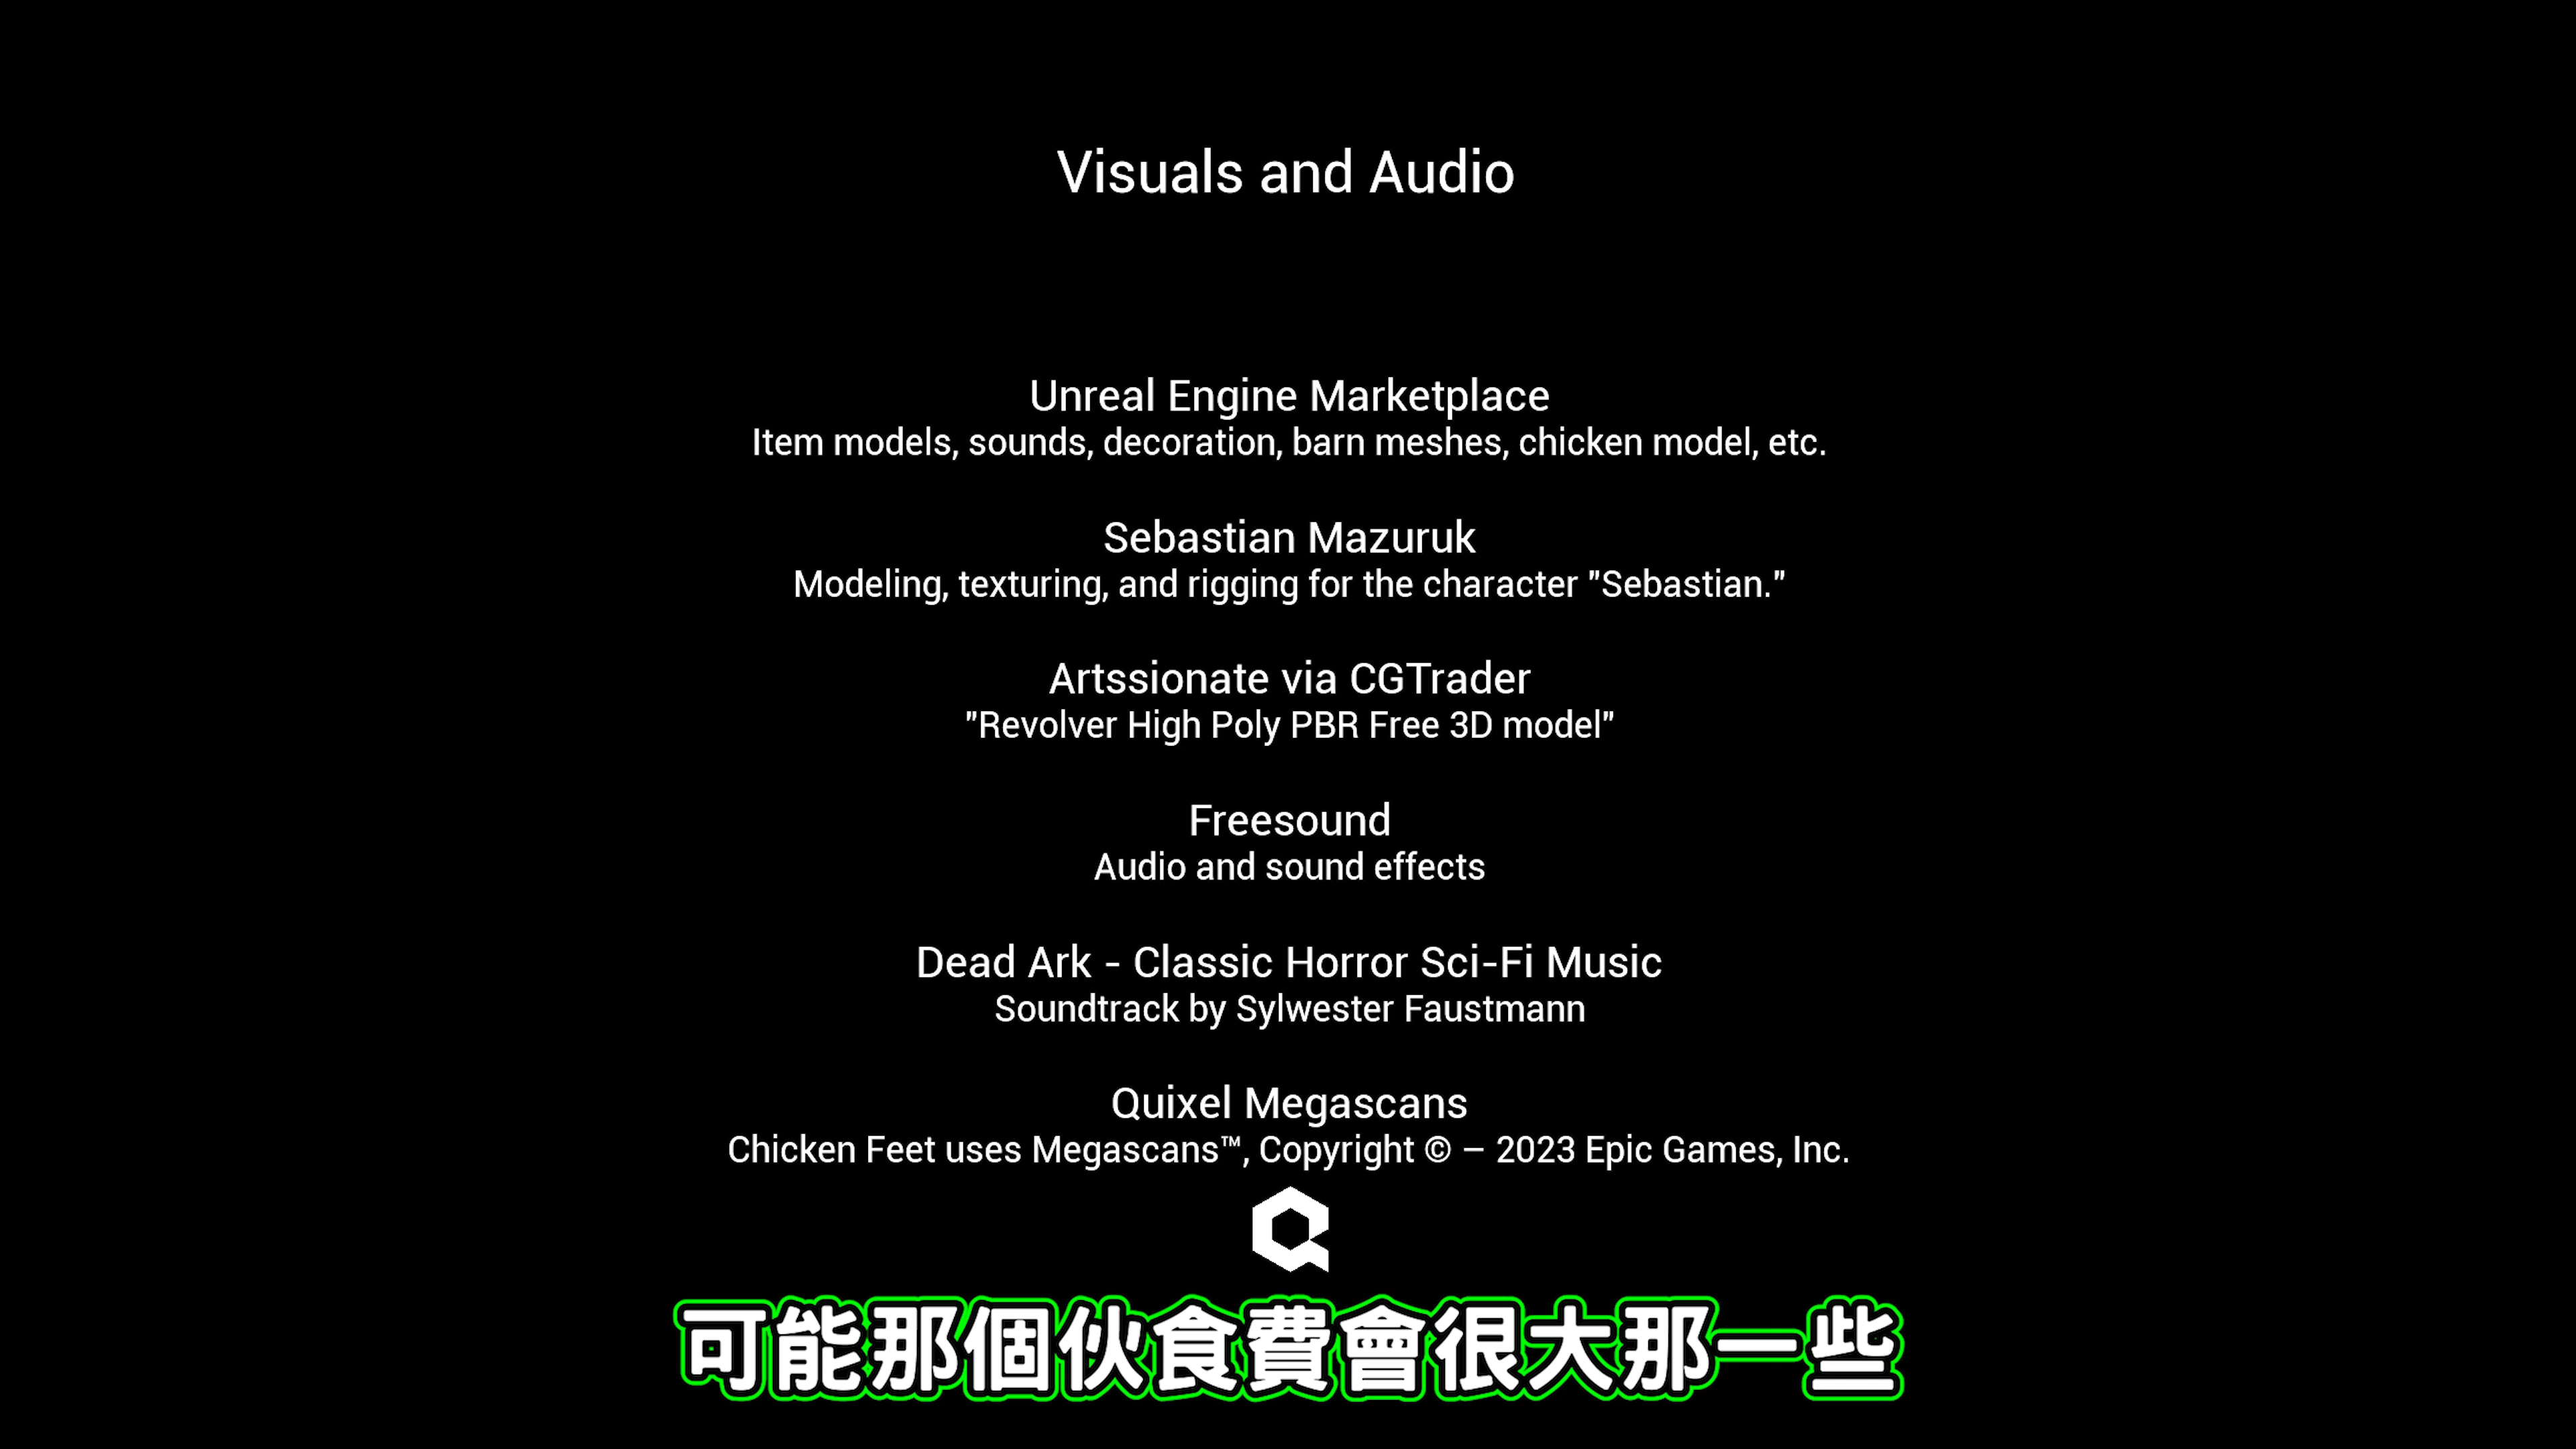 Visuals and Audio
Unreal Engine Marketplace
Item models, sounds, decoration, barn meshes, chicken model, etc.
Sebastian Mazuruk
Modeling, texturing, and rigging for the character "Sebastian."
Artssionate via CGTrader
"Revolver High Poly PBR Free 3D model"
Freesound
Audio and sound effects
Dead Ark - Classic Horror Sci-Fi Music
Soundtrack by Sylwester Faustmann
Quixel Megascans
Chicken Feet uses Megascans™, Copyright © – 2023 Epic Games, Inc.
可能那個伙食費會很大那一些